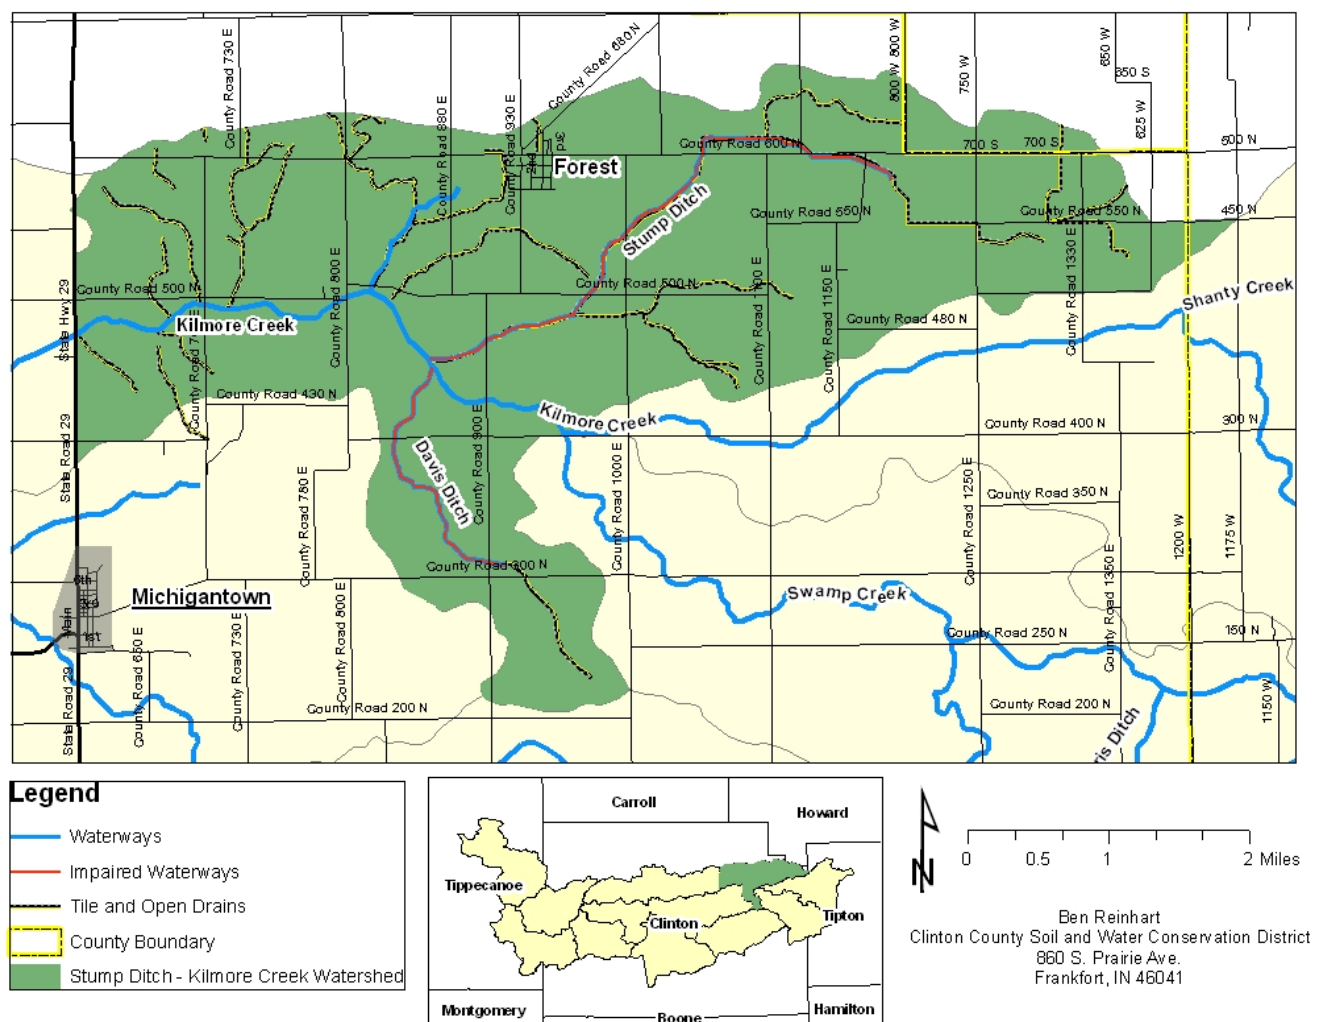 County Road 680 N
County Road 730 E
County Road 880 E
County Road 930 E
3rd
2nd
Forest
800 W
800 W
750 W
650 W
350 S
625 W
County Road 600 N
700 S
700 S
500 N
450 N
Stump Ditch
County Road 550 N
County Road 550 N
State Hwy 29
County Road 500 N
County Road 800 E
County Road 500 N
County Road 1150 E
County Road 1330 E
Shanty Creek
Kilmore Creek
County Road 480 N
County Road 430 N
Kilmore Creek
County Road 400 N
300 N
State Road 29
Davis Ditch
County Road 900 E
County Road 1000 E
County Road 780 E
County Road 1250 E
County Road 350 N
1200 W
1175 W
County Road 300 N
6th
Michigantown
Main
1st
County Road 800 E
Swamp Creek
County Road 1350 E
County Road 250 N
150 N
State Road 29
County Road 650 E
County Road 730 E
County Road 200 N
County Road 200 N
ris Ditch
1150 W
Legend
Waterways
Impaired Waterways
Tile and Open Drains
County Boundary
Stump Ditch - Kilmore Creek Watershed
Carroll
Howard
Tippecanoe
Clinton
Tipton
Montgomery
Boone
Hamilton
N
0 0.5 1 2 Miles
Ben Reinhart
Clinton County Soil and Water Conservation District
860 S. Prairie Ave.
Frankfort, IN 46041